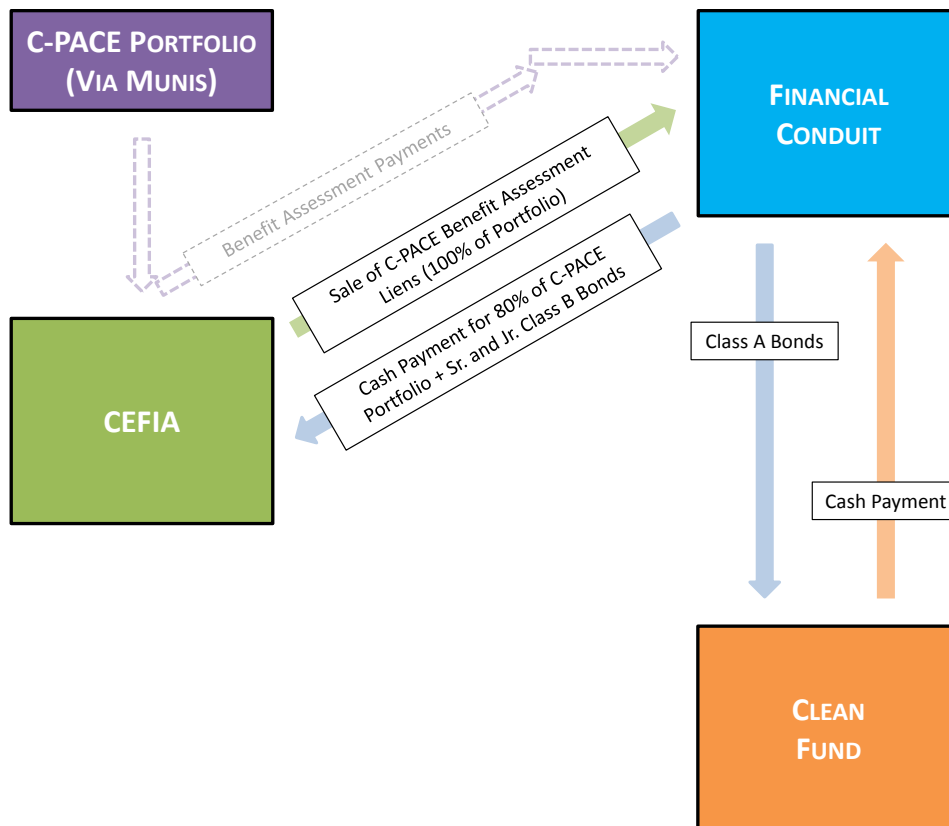 C-PACE PORTFOLIO
(VIA MUNIS)
FINANCIAL
CONDUIT
Benefit Assessment Payments
Sale of C-PACE Benefit Assessment
Liens (100% of Portfolio)
Cash Payment for 80% of C-PACE
Portfolio + Sr. and Jr. Class B Bonds
CEFIA
Class A Bonds
Cash Payment
CLEAN
FUND